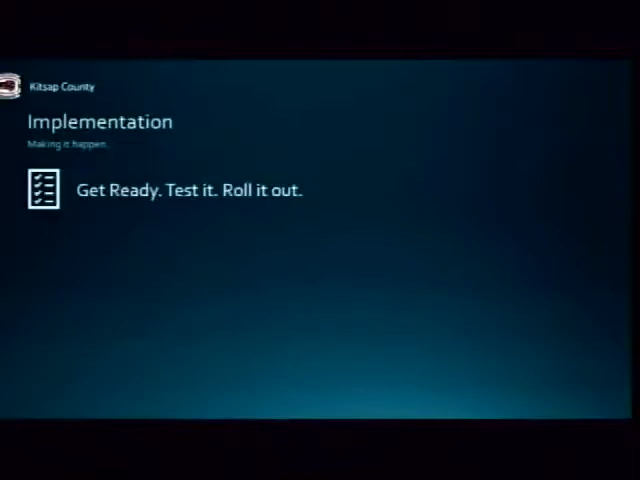 Kitsap County
Implementation
Making it happen.
Get Ready. Test it. Roll it out.